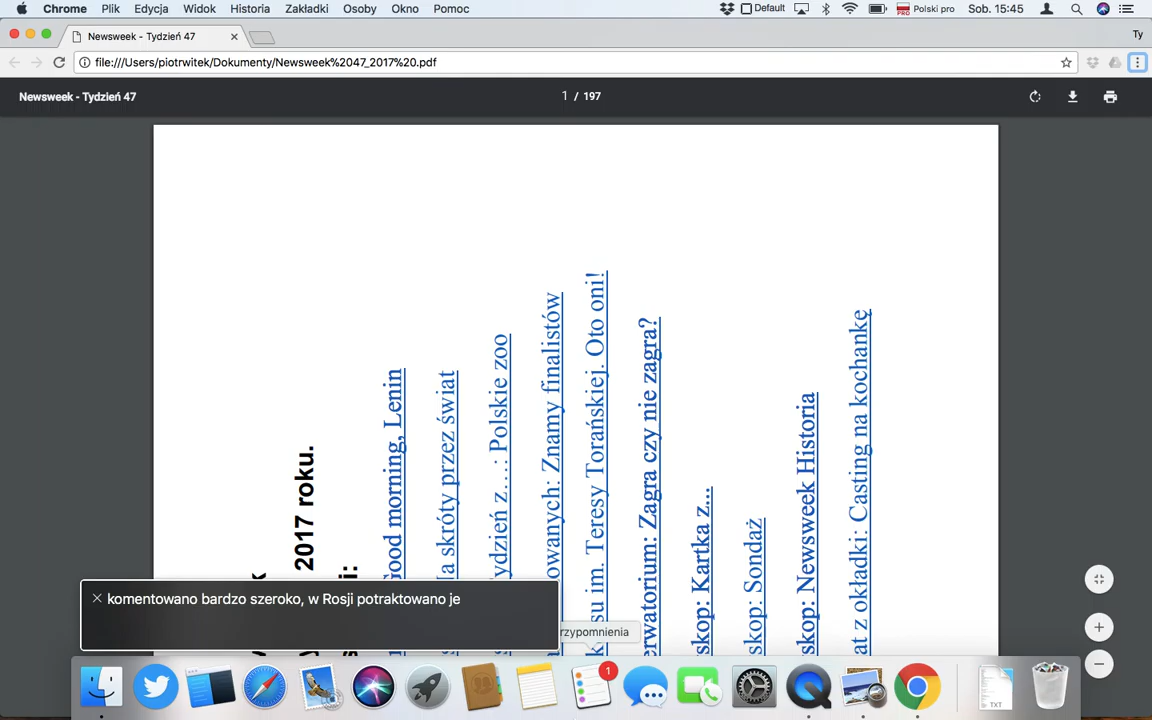 Chrome Plik Edycja Widok Historia Zakładki Osoby Okno Pomoc Default PRO Polski pro Sob. 15:45
Newsweek - Tydzień 47
Ty
file:///Users/piotrwitek/Dokumenty/Newsweek%2047_2017%20.pdf
Newsweek - Tydzień 47
1 / 197
2017 roku.
Good morning, Lenin
skróty przez świat
ydzień z…: Polskie zoo
owanych: Znamy finalistów
su im. Teresy Torańskiej. Oto oni!
erwatorium: Zagra czy nie zagra?
skop: Kartka z...
skop: Sondaż
skop: Newsweek Historia
at z okładki: Casting na kochankę
komentowano bardzo szeroko, w Rosji potraktowano je
rzypomnienia
1
TXT